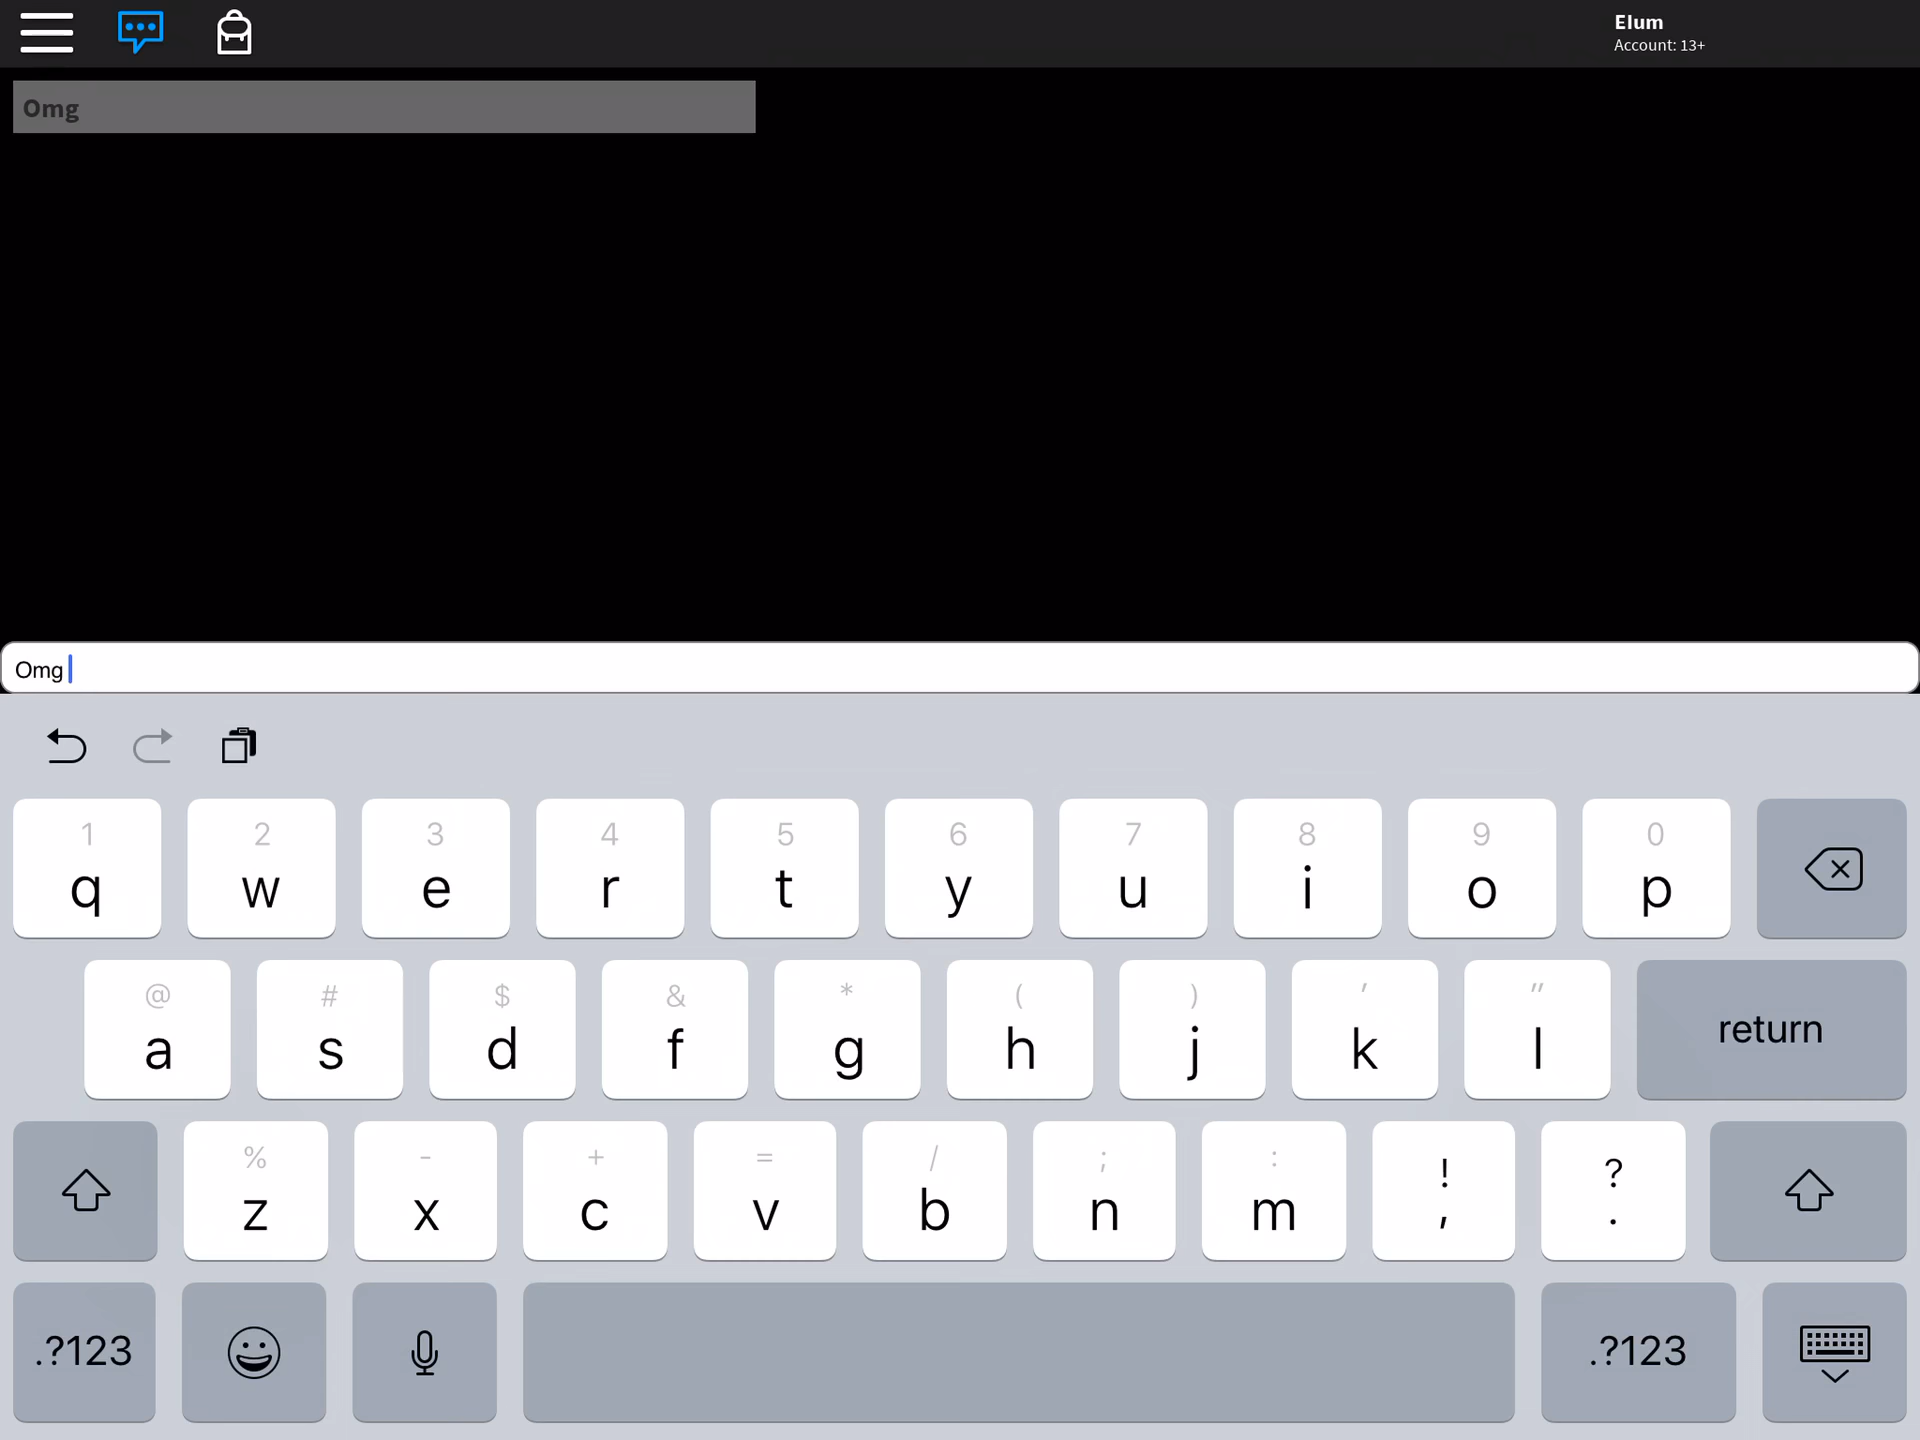 Elum
Account: 13+
Omg
Omg
1 2 3 4 5 6 7 8 9 0
q w e r t y u i o p
@ # $ & * ( ) ' "
a s d f g h j k l return
% - + = / ; : ! ?
z x c v b n m , .
.?123 .?123